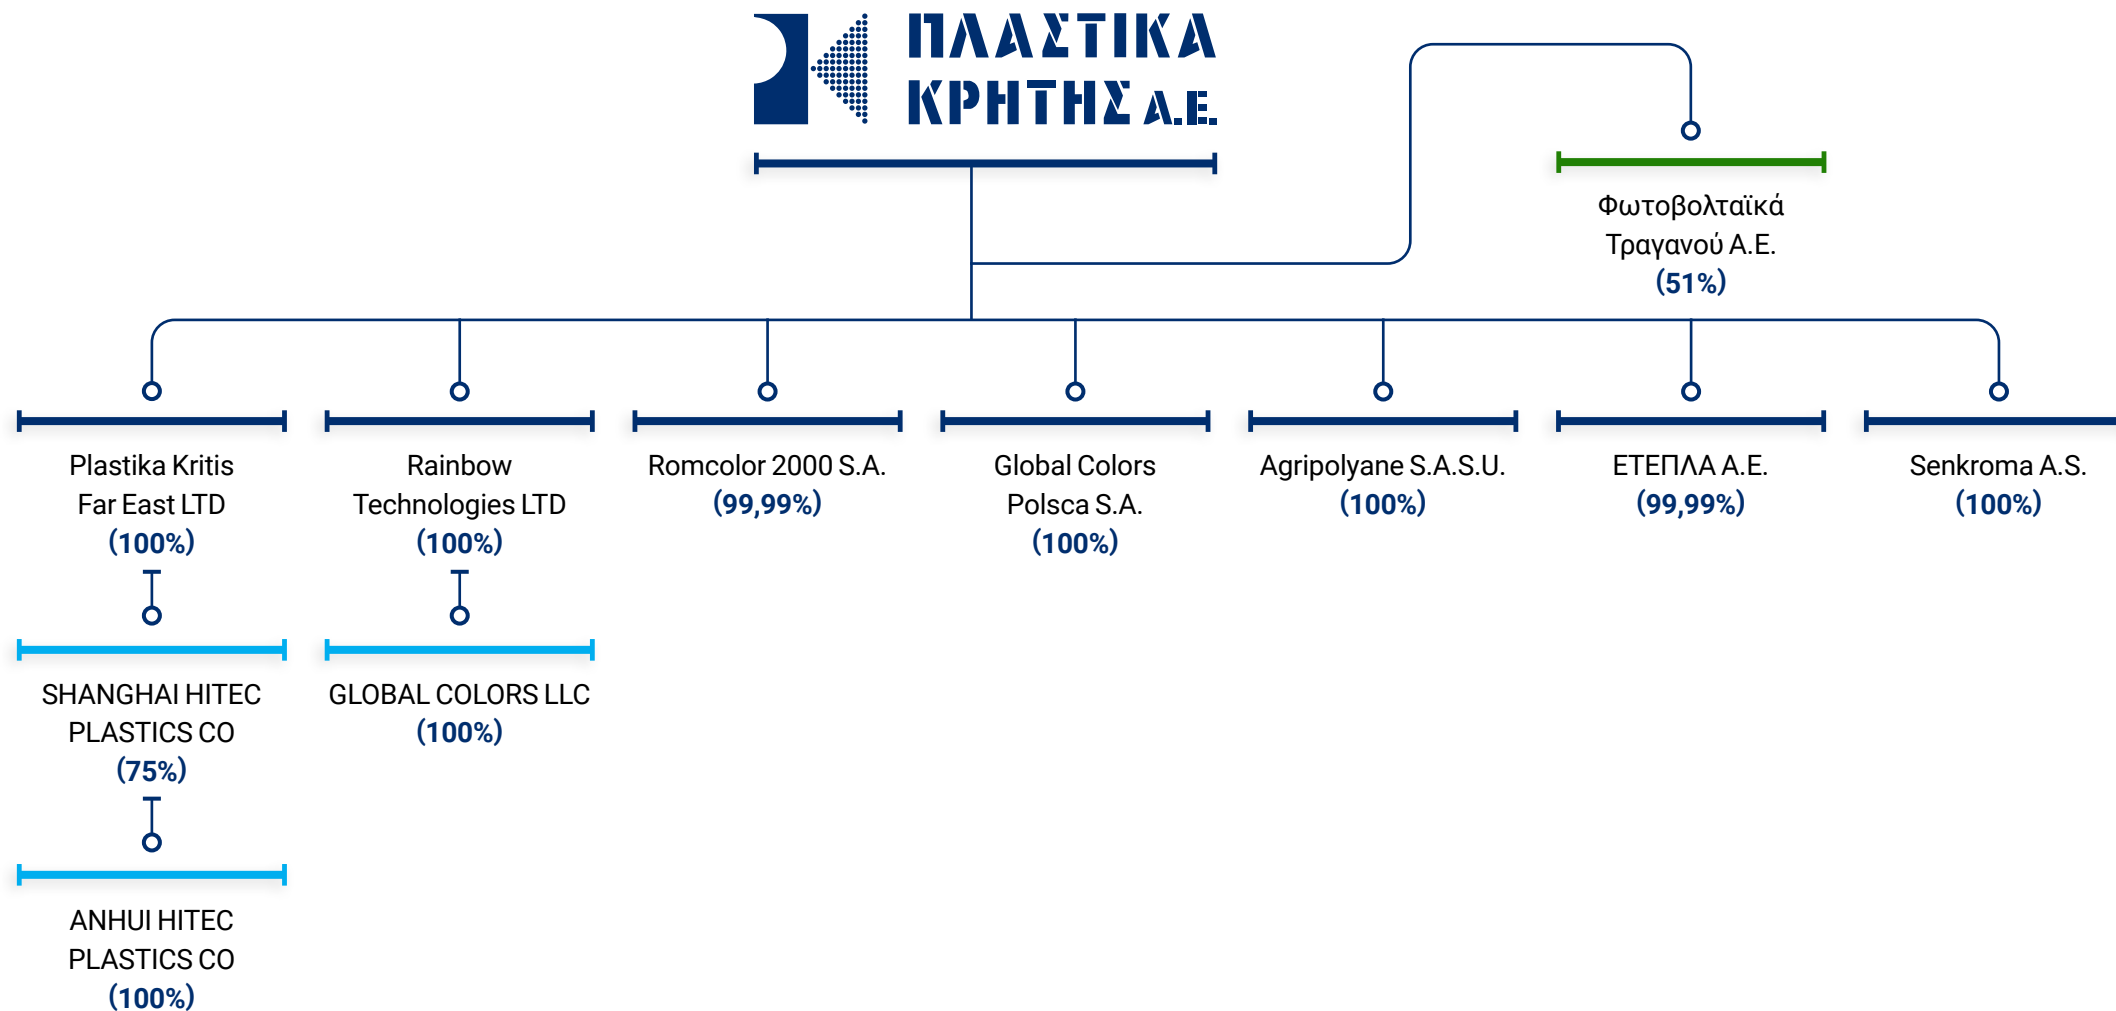 ΠΛΑΣΤΙΚΑ
ΚΡΗΤΗΣ Α.Ε.
Φωτοβολταϊκά
Τραγανού Α.Ε.
(51%)
Plastika Kritis
Far East LTD
(100%)
Rainbow
Technologies LTD
(100%)
Romcolor 2000 S.A.
(99,99%)
Global Colors
Polsca S.A.
(100%)
Agripolyane S.A.S.U.
(100%)
ΕΤΕΠΛΑ Α.Ε.
(99,99%)
Senkroma A.S.
(100%)
SHANGHAI HITEC
PLASTICS CO
(75%)
GLOBAL COLORS LLC
(100%)
ANHUI HITEC
PLASTICS CO
(100%)